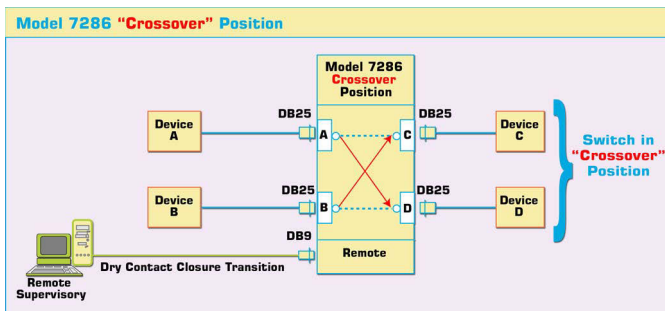 Model 7286 "Crossover" Position
Model 7286
Crossover
Position
DB25
DB25
Device
A
A
C
Device
C
Switch in
"Crossover"
Position
DB25
DB25
Device
B
B
D
Device
D
DB9
Remote
Dry Contact Closure Transition
Remote
Supervisory